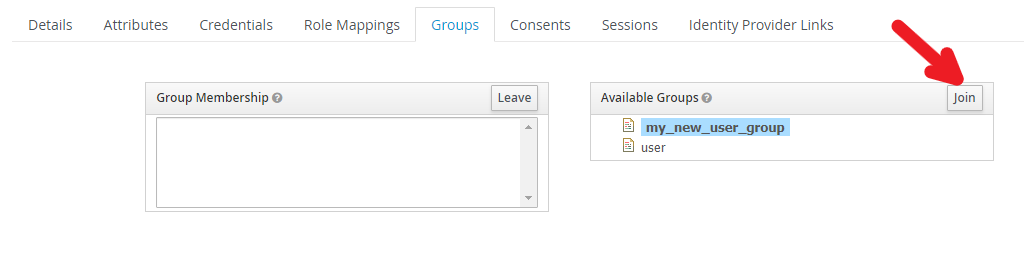 Details Attributes Credentials Role Mappings Groups Consents Sessions Identity Provider Links
Group Membership Leave
Available Groups Join
my_new_user_group
user